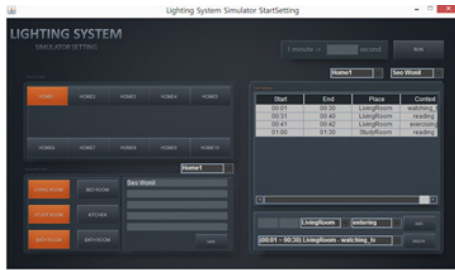 Lighting System Simulator StartSetting
LIGHTING SYSTEM
SIMULATOR SETTING
1 minute -> second RUN
Home1 Seo Wonil
HOME1 HOME2 HOME3 HOME4 HOME5
HOME6 HOME7 HOME8 HOME9 HOME10
Start End Place Context
00:01 00:30 LivingRoom watching_t
00:31 00:40 LivingRoom reading
00:41 00:42 LivingRoom exercising
01:00 01:30 StudyRoom reading
Home1
LIVING ROOM BED ROOM
Seo Wonil
STUDY ROOM KITCHEN
BATH ROOM BATH ROOM
LivingRoom entering
(00:01 ~ 00:30) LivingRoom - watching_tv